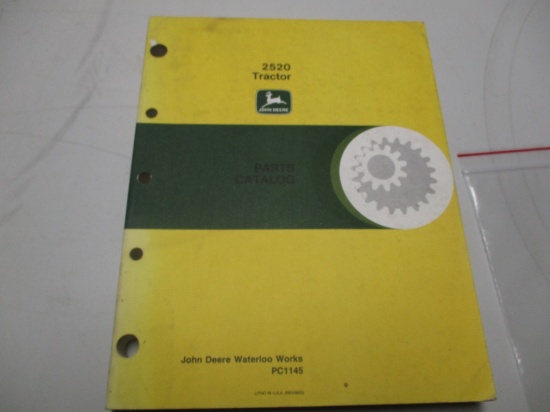 2520
Tractor
JOHN DEERE
PARTS
CATALOG
John Deere Waterloo Works
PC1145